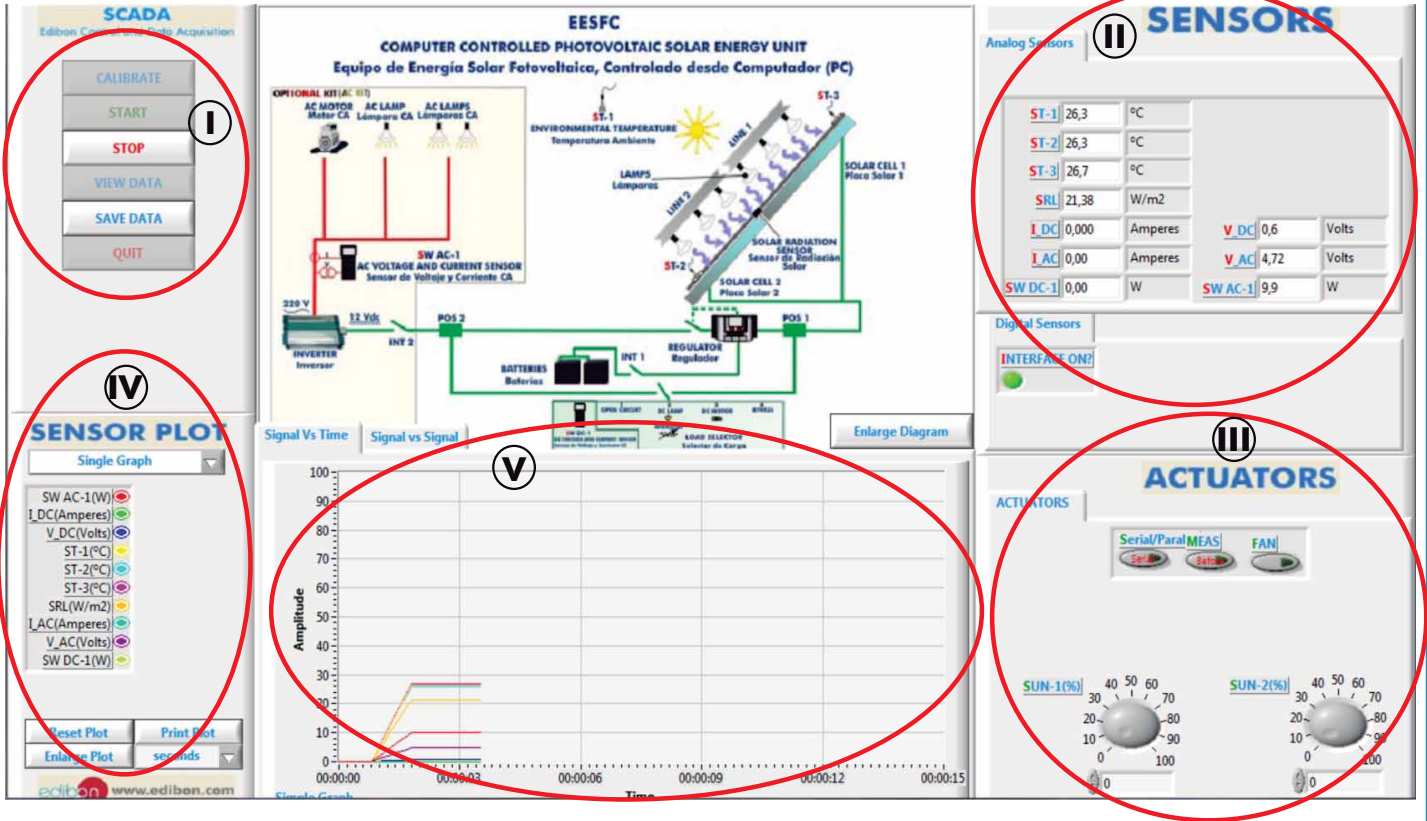 SCADA
Edibon Control and Data Acquisition
CALIBRATE
START
STOP
VIEW DATA
SAVE DATA
QUIT
I
EESFC
COMPUTER CONTROLLED PHOTOVOLTAIC SOLAR ENERGY UNIT
Equipo de Energía Solar Fotovoltaica, Controlado desde Computador (PC)
OPTIONAL KIT (AC KIT)
AC MOTOR
Motor CA
AC LAMP
Lámpara CA
AC LAMPS
Lámparas CA
ST-1
ENVIRONMENTAL TEMPERATURE
Temperatura Ambiente
ST-3
LINE 1
LAMPS
Lámparas
LINE 2
SOLAR CELL 1
Placa Solar 1
SOLAR RADIATION
SENSOR
Sensor de Radiación
Solar
ST-2
SOLAR CELL 2
Placa Solar 2
SW AC-1
AC VOLTAGE AND CURRENT SENSOR
Sensor de Voltaje y Corriente CA
220 V
12 Vdc
INT 2
INVERTER
Inversor
POS 2
POS 1
REGULATOR
Regulador
INT 1
BATTERIES
Baterías
SW DC-1
OPEN CIRCUIT
DC LAMP
DC MOTOR
BYPASS
LOAD SELECTOR
Selector de Carga
Enlarge Diagram
SENSORS
II
Analog Sensors
ST-1 26,3 ºC
ST-2 26,3 ºC
ST-3 26,7 ºC
SRL 21,38 W/m2
I_DC 0,000 Amperes V_DC 0,6 Volts
I_AC 0,00 Amperes V_AC 4,72 Volts
SW DC-1 0,00 W SW AC-1 9,9 W
Digital Sensors
INTERFACE ON?
IV
SENSOR PLOT
Single Graph
SW AC-1(W)
I_DC(Amperes)
V_DC(Volts)
ST-1(ºC)
ST-2(ºC)
ST-3(ºC)
SRL(W/m2)
I_AC(Amperes)
V_AC(Volts)
SW DC-1(W)
Reset Plot
Print Plot
Enlarge Plot
seconds
edibon www.edibon.com
Signal Vs Time
Signal vs Signal
V
Amplitude
100
90
80
70
60
50
40
30
20
10
0
00:00:00 00:00:03 00:00:06 00:00:09 00:00:12 00:00:15
Time
Simple Graph
III
ACTUATORS
ACTUATORS
Serial/Paral MEAS FAN
SUN-1(%)
0 10 20 30 40 50 60 70 80 90 100
0
SUN-2(%)
0 10 20 30 40 50 60 70 80 90 100
0